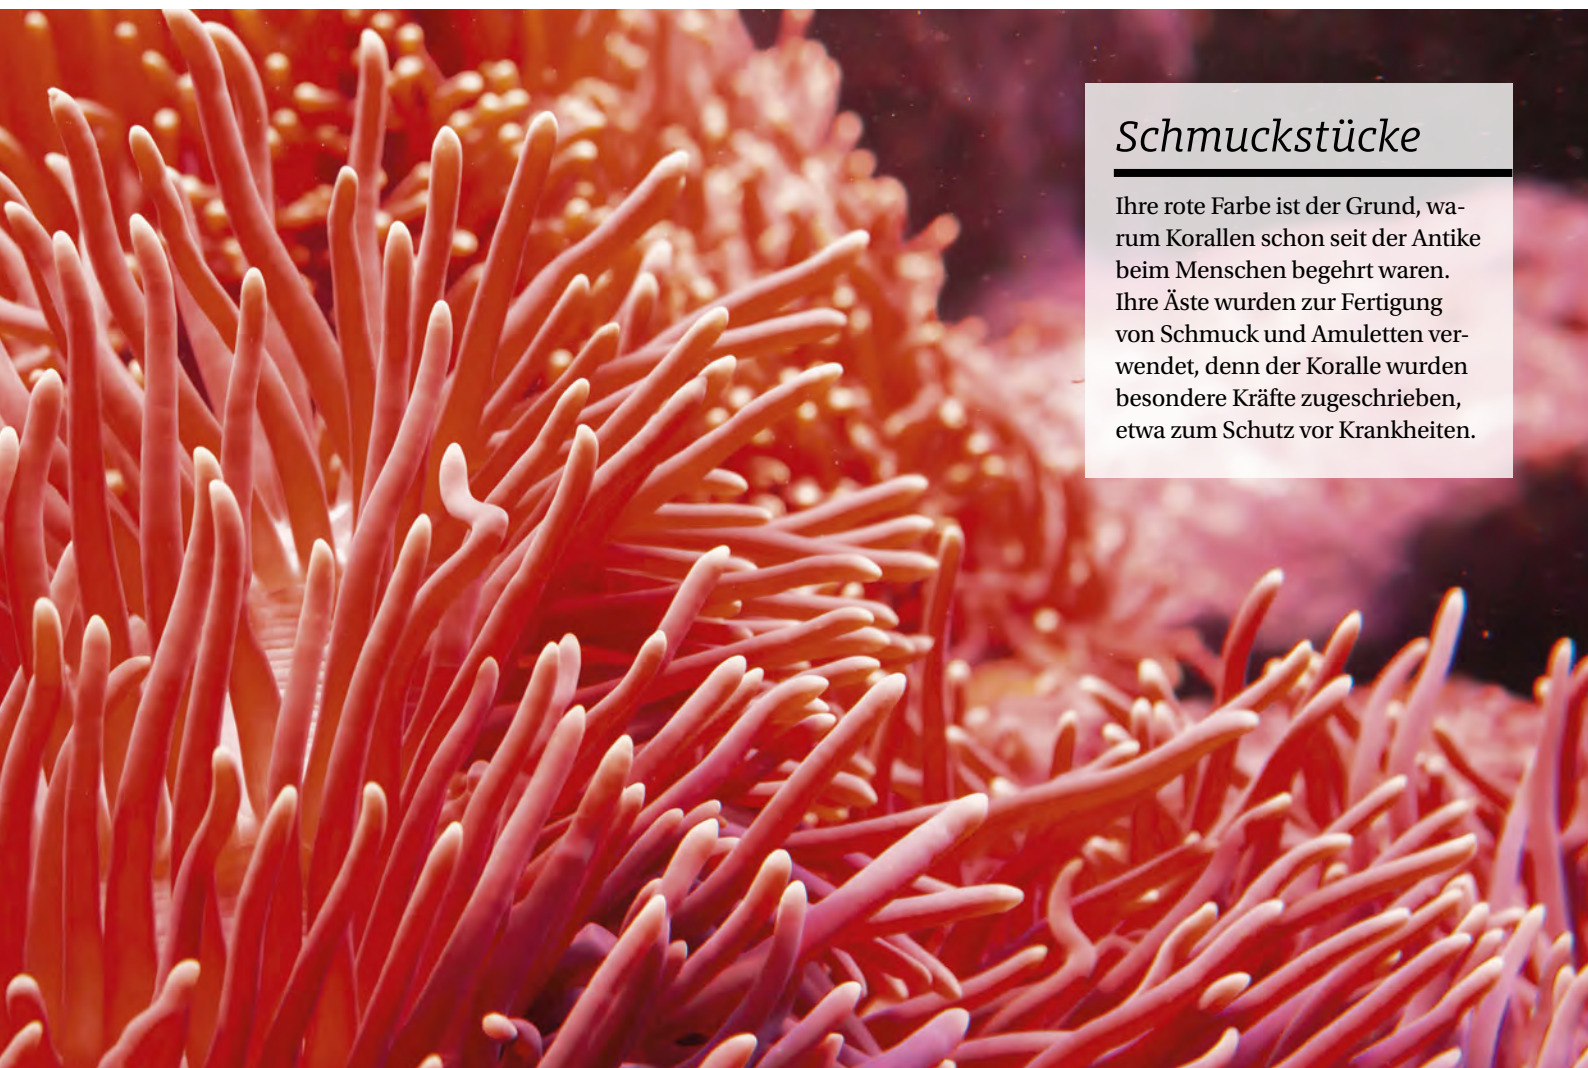 Schmuckstücke
Ihre rote Farbe ist der Grund, wa-
rum Korallen schon seit der Antike
beim Menschen begehrt waren.
Ihre Äste wurden zur Fertigung
von Schmuck und Amuletten ver-
wendet, denn der Koralle wurden
besondere Kräfte zugeschrieben,
etwa zum Schutz vor Krankheiten.